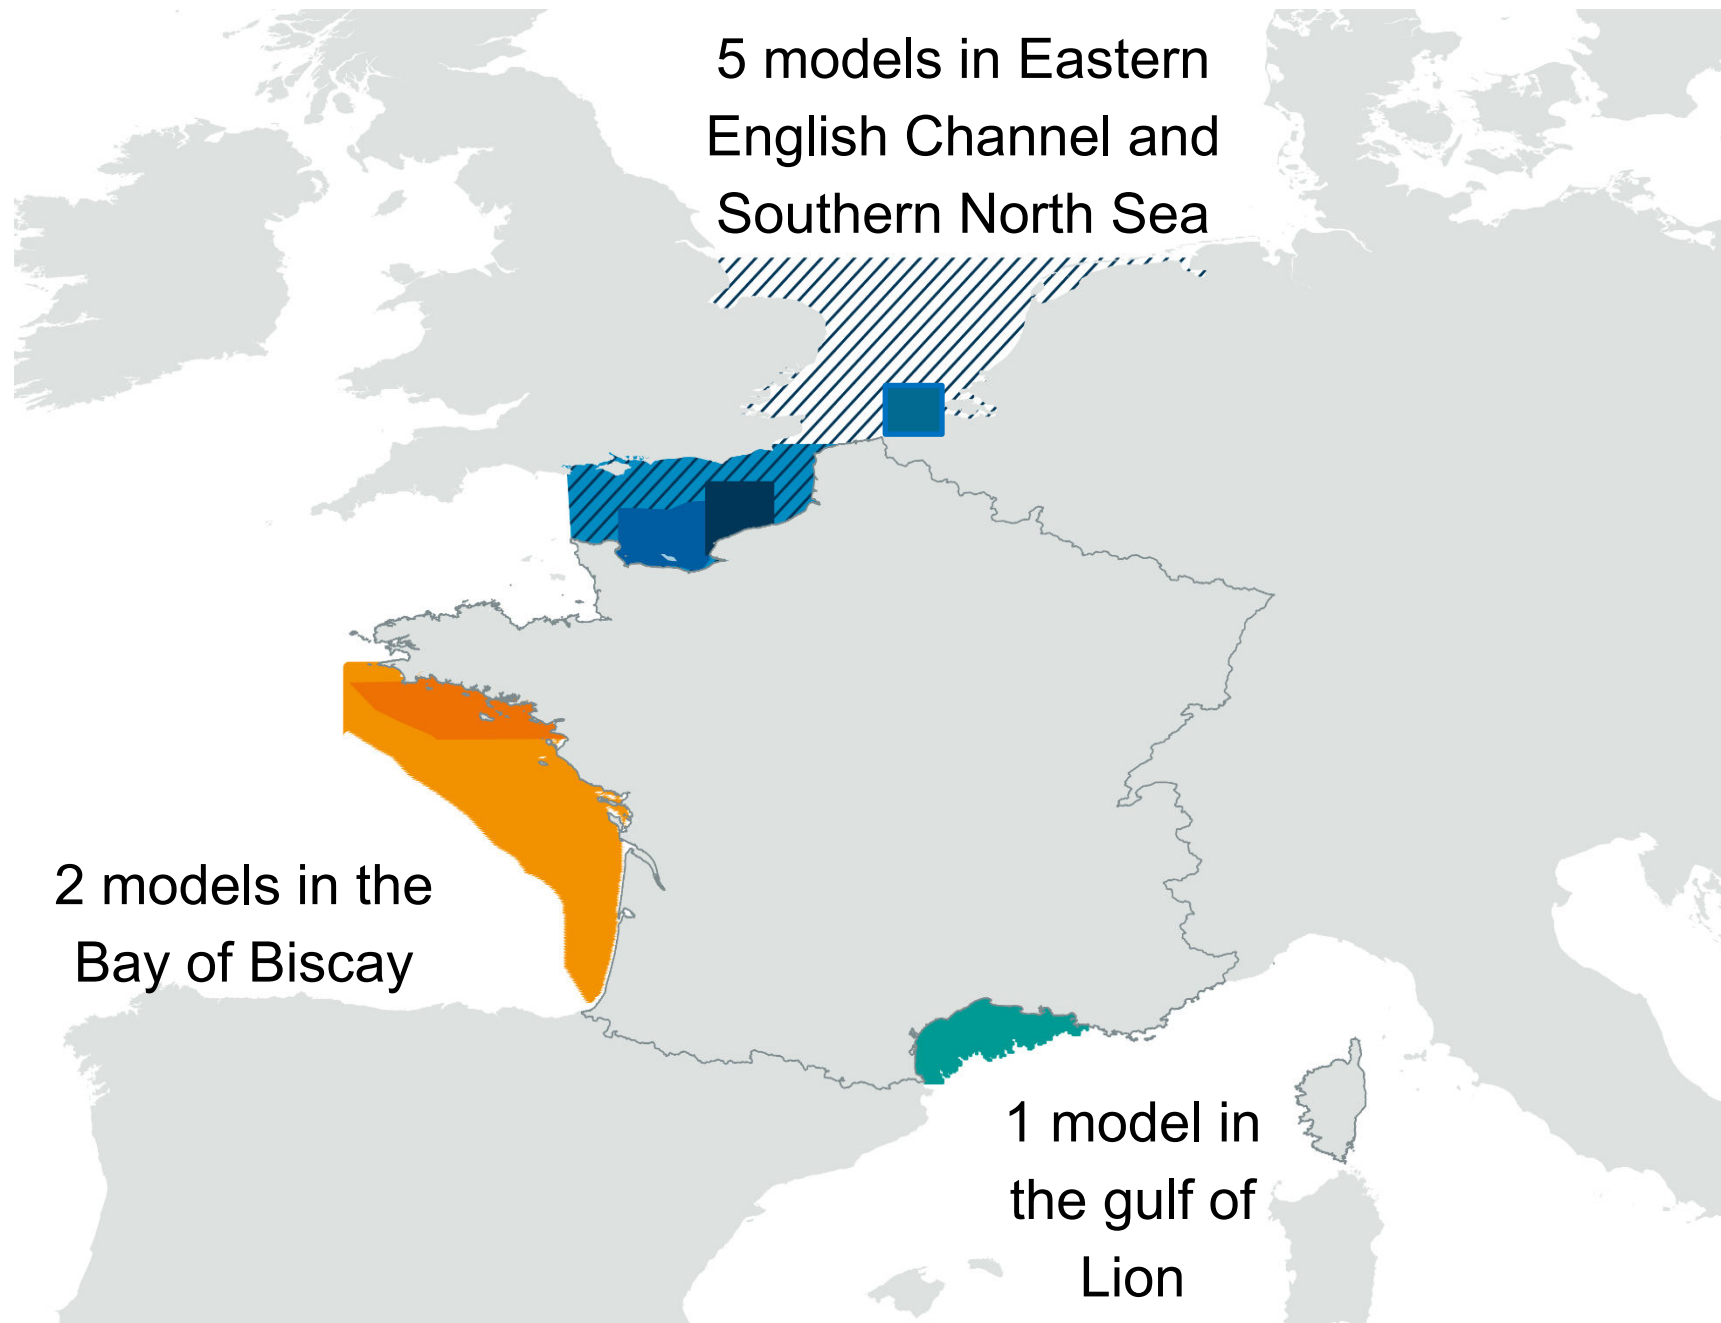 5 models in Eastern
English Channel and
Southern North Sea
2 models in the
Bay of Biscay
1 model in
the gulf of
Lion